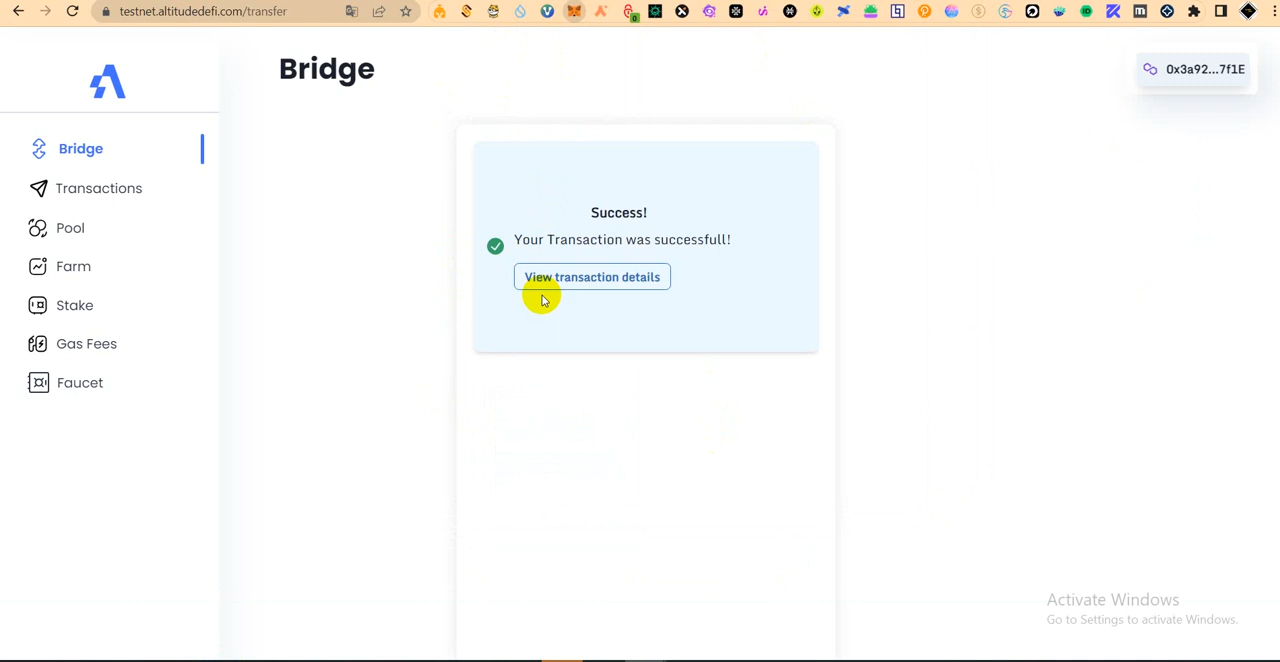 testnet.altitudedefi.com/transfer
Bridge
0x3a92...7f1E
Bridge
Transactions
Pool
Farm
Stake
Gas Fees
Faucet
Success!
Your Transaction was successfull!
View transaction details
Activate Windows
Go to Settings to activate Windows.